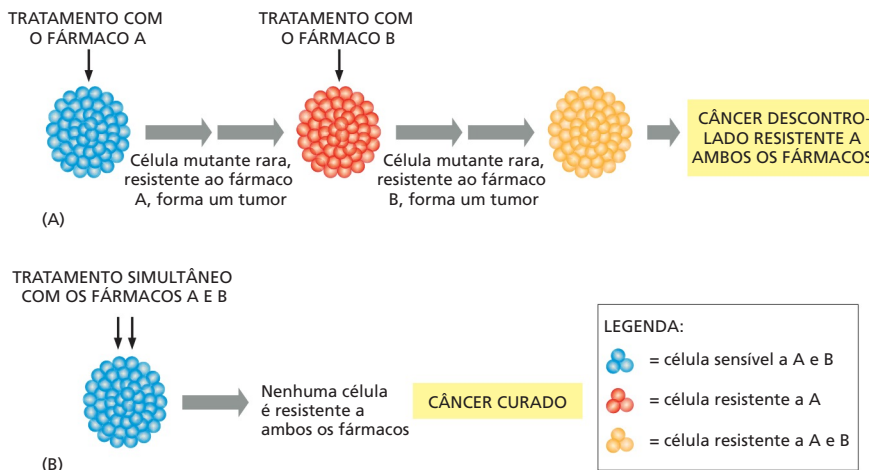 TRATAMENTO COM
O FÁRMACO A
TRATAMENTO COM
O FÁRMACO B
Célula mutante rara,
resistente ao fármaco
A, forma um tumor
Célula mutante rara,
resistente ao fármaco
B, forma um tumor
CÂNCER DESCONTRO-
LADO RESISTENTE A
AMBOS OS FÁRMACOS
(A)
TRATAMENTO SIMULTÂNEO
COM OS FÁRMACOS A E B
Nenhuma célula
é resistente a
ambos os fármacos
CÂNCER CURADO
(B)
LEGENDA:
= célula sensível a A e B
= célula resistente a A
= célula resistente a A e B